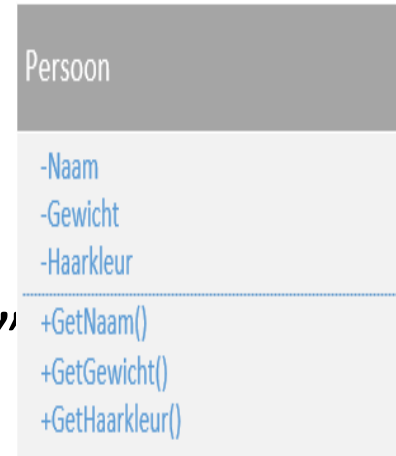 Persoon
-Naam
-Gewicht
-Haarkleur
”
+GetNaam()
+GetGewicht()
+GetHaarkleur()